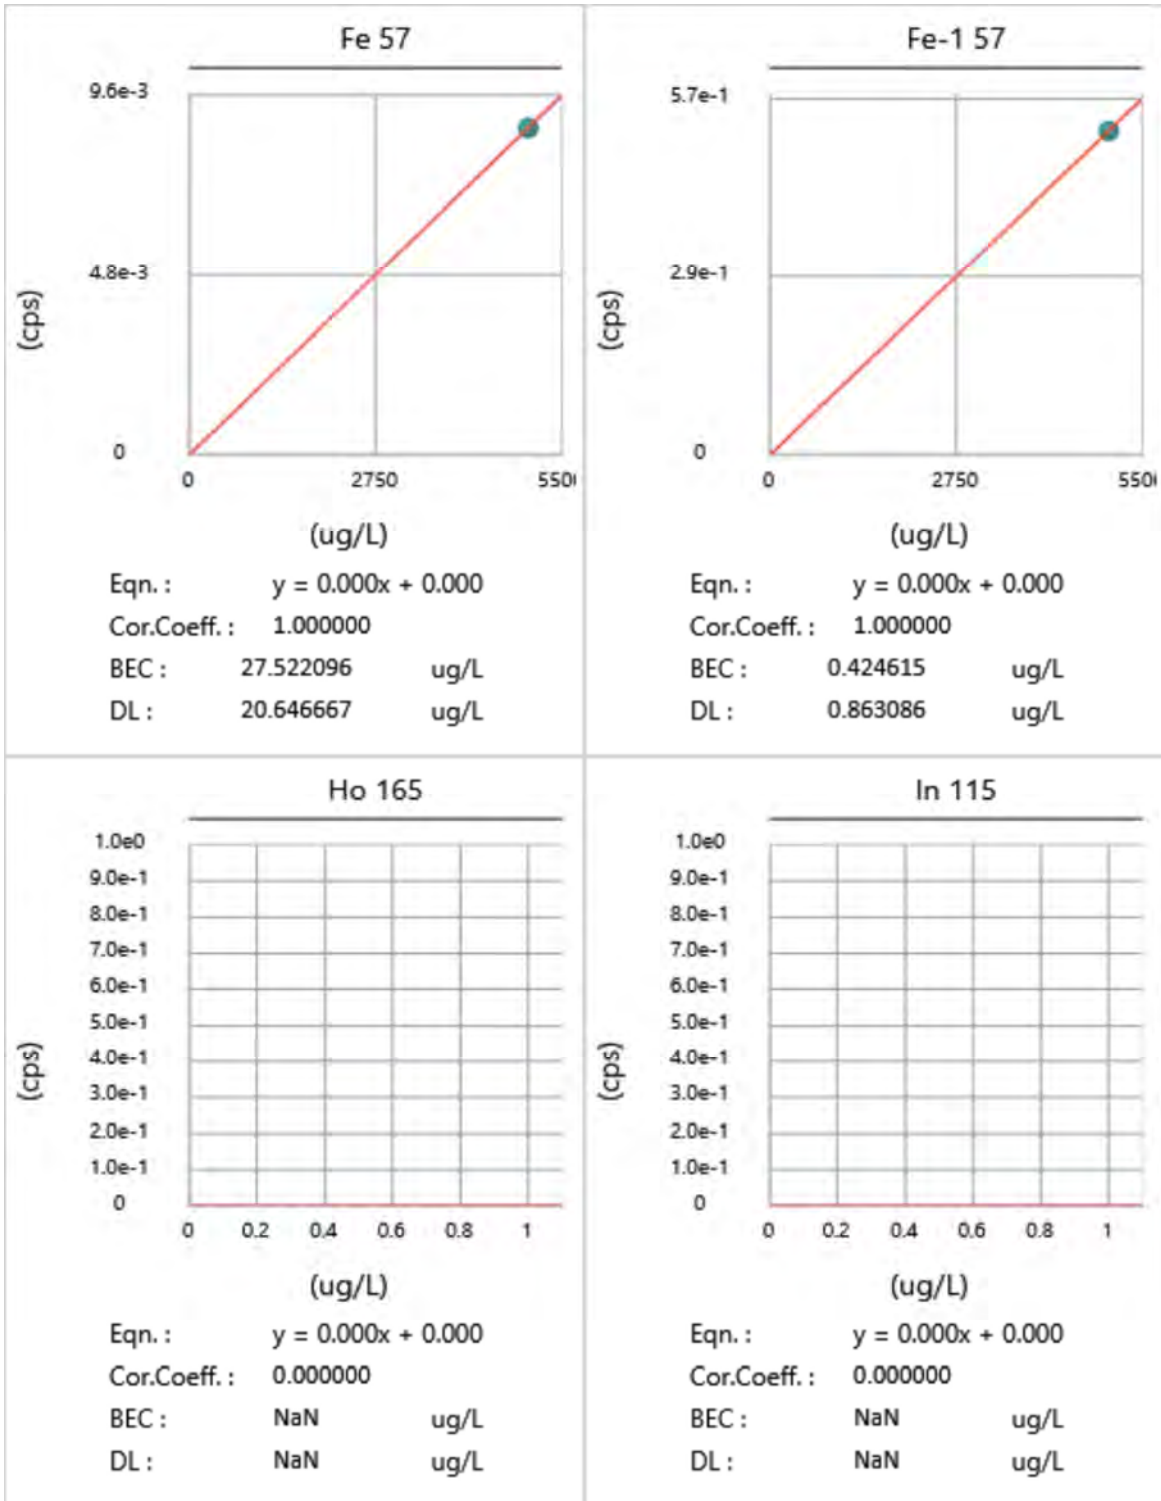 Fe 57
9.6e-3
4.8e-3
0
(cps)
0 2750
(ug/L)
Eqn. : y = 0.000x + 0.000
Cor.Coeff. : 1.000000
BEC : 27.522096 ug/L
DL : 20.646667 ug/L
Fe-1 57
5.7e-1
2.9e-1
0
(cps)
0 2750
(ug/L)
Eqn. : y = 0.000x + 0.000
Cor.Coeff. : 1.000000
BEC : 0.424615 ug/L
DL : 0.863086 ug/L
Ho 165
1.0e0
9.0e-1
8.0e-1
7.0e-1
6.0e-1
5.0e-1
4.0e-1
3.0e-1
2.0e-1
1.0e-1
0
(cps)
0 0.2 0.4 0.6 0.8 1
(ug/L)
Eqn. : y = 0.000x + 0.000
Cor.Coeff. : 0.000000
BEC : NaN ug/L
DL : NaN ug/L
In 115
1.0e0
9.0e-1
8.0e-1
7.0e-1
6.0e-1
5.0e-1
4.0e-1
3.0e-1
2.0e-1
1.0e-1
0
(cps)
0 0.2 0.4 0.6 0.8 1
(ug/L)
Eqn. : y = 0.000x + 0.000
Cor.Coeff. : 0.000000
BEC : NaN ug/L
DL : NaN ug/L